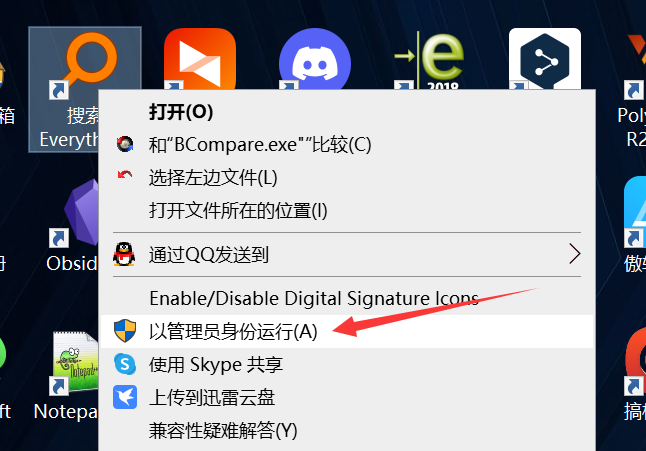 箱
搜索
Everyth
2018
Poly
R2
打开(O)
和“BCompare.exe"”比较(C)
选择左边文件(L)
打开文件所在的位置(I)
册
Obsid
通过QQ发送到
傲软
Enable/Disable Digital Signature Icons
以管理员身份运行(A)
使用 Skype 共享
上传到迅雷云盘
ft
Notepa
搞
兼容性疑难解答(Y)